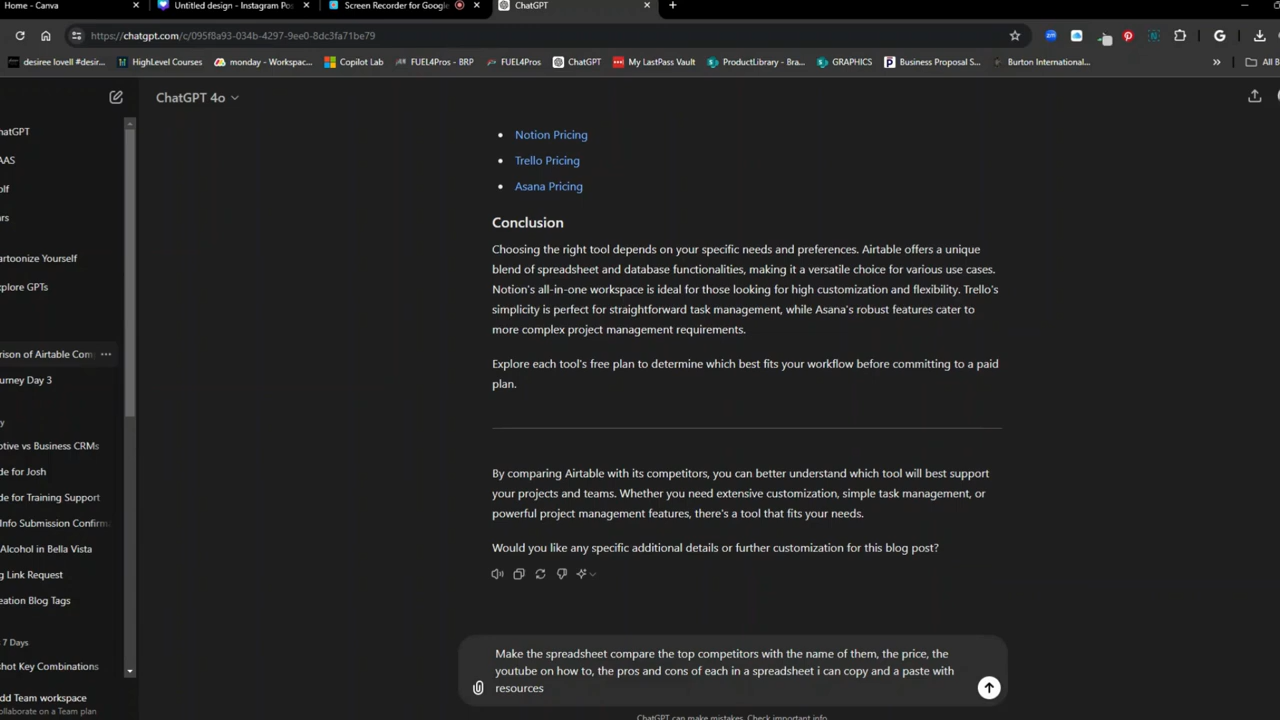 Home - Canva
Untitled design - Instagram Pos
Screen Recorder for Google
ChatGPT
https://chatgpt.com/c/095f8a93-034b-4297-9ee0-8dc3fa71be79
desiree lovell #desir...
HighLevel Courses
monday - Workspac...
Copilot Lab
FUEL4Pros - BRP
FUEL4Pros
ChatGPT
My LastPass Vault
ProductLibrary - Bra...
GRAPHICS
Business Proposal S...
Burton International...
»
All B
ChatGPT 4o
hatGPT
AAS
olf
ars
artoonize Yourself
xplore GPTs
rison of Airtable Com
urney Day 3
y
otive vs Business CRMs
de for Josh
de for Training Support
Info Submission Confirma
Alcohol in Bella Vista
g Link Request
eation Blog Tags
7 Days
shot Key Combinations
dd Team workspace
ollaborate on a Team plan
• Notion Pricing
• Trello Pricing
• Asana Pricing
Conclusion
Choosing the right tool depends on your specific needs and preferences. Airtable offers a unique
blend of spreadsheet and database functionalities, making it a versatile choice for various use cases.
Notion's all-in-one workspace is ideal for those looking for high customization and flexibility. Trello's
simplicity is perfect for straightforward task management, while Asana's robust features cater to
more complex project management requirements.
Explore each tool's free plan to determine which best fits your workflow before committing to a paid
plan.
By comparing Airtable with its competitors, you can better understand which tool will best support
your projects and teams. Whether you need extensive customization, simple task management, or
powerful project management features, there's a tool that fits your needs.
Would you like any specific additional details or further customization for this blog post?
Make the spreadsheet compare the top competitors with the name of them, the price, the
youtube on how to, the pros and cons of each in a spreadsheet i can copy and a paste with
resources
ChatGPT can make mistakes. Check important info.